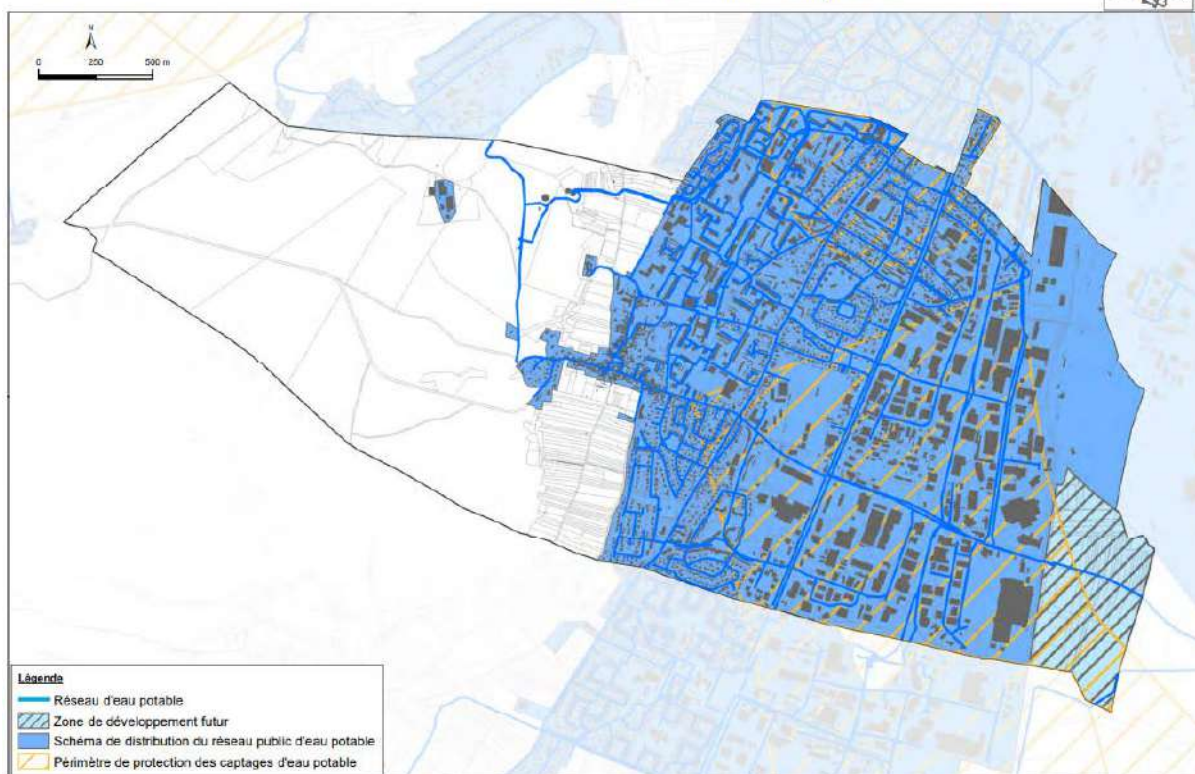 N
0 250 500 m
Légende
Réseau d'eau potable
Zone de développement futur
Schéma de distribution du réseau public d'eau potable
Périmètre de protection des captages d'eau potable